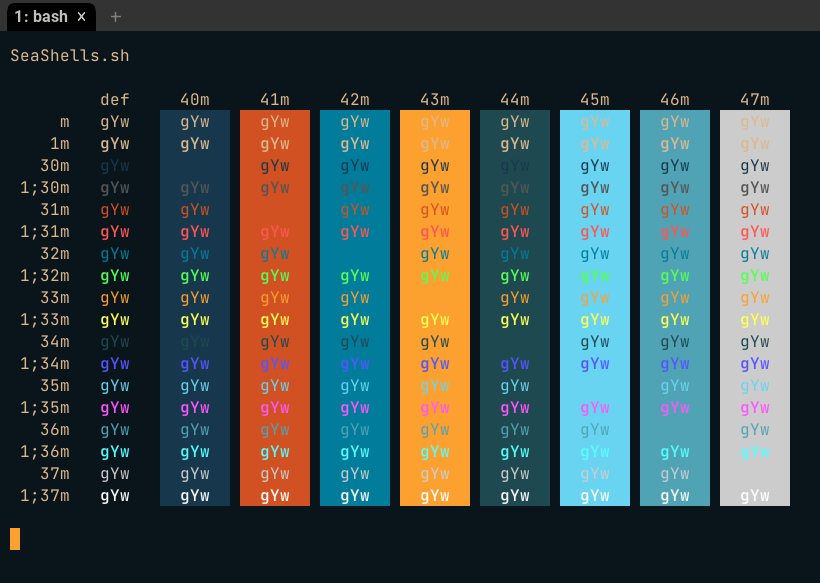 1: bash × +
SeaShells.sh
def 40m 41m 42m 43m 44m 45m 46m 47m
m gYw gYw gYw gYw gYw gYw gYw gYw gYw
1m gYw gYw gYw gYw gYw gYw gYw gYw gYw
30m gYw gYw gYw gYw gYw gYw gYw gYw
1;30m gYw gYw gYw gYw gYw gYw gYw gYw gYw
31m gYw gYw gYw gYw gYw gYw gYw gYw
1;31m gYw gYw gYw gYw gYw gYw gYw gYw gYw
32m gYw gYw gYw gYw gYw gYw gYw gYw
1;32m gYw gYw gYw gYw gYw gYw gYw gYw gYw
33m gYw gYw gYw gYw gYw gYw gYw gYw
1;33m gYw gYw gYw gYw gYw gYw gYw gYw gYw
34m gYw gYw gYw gYw gYw gYw gYw gYw
1;34m gYw gYw gYw gYw gYw gYw gYw gYw gYw
35m gYw gYw gYw gYw gYw gYw gYw gYw
1;35m gYw gYw gYw gYw gYw gYw gYw gYw gYw
36m gYw gYw gYw gYw gYw gYw gYw gYw
1;36m gYw gYw gYw gYw gYw gYw gYw gYw gYw
37m gYw gYw gYw gYw gYw gYw gYw gYw
1;37m gYw gYw gYw gYw gYw gYw gYw gYw gYw